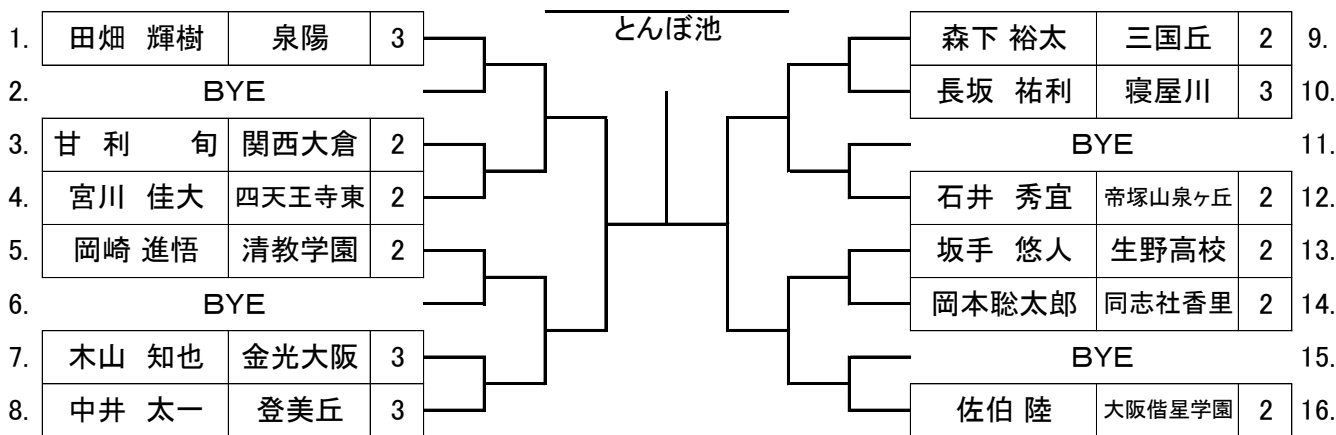 とんぼ池
1. 田畑 輝樹 泉陽 3
2. BYE
3. 甘 利 旬 関西大倉 2
4. 宮川 佳大 四天王寺東 2
5. 岡崎 進悟 清教学園 2
6. BYE
7. 木山 知也 金光大阪 3
8. 中井 太一 登美丘 3
森下 裕太 三国丘 2 9.
長坂 祐利 寝屋川 3 10.
BYE 11.
石井 秀宜 帝塚山泉ヶ丘 2 12.
坂手 悠人 生野高校 2 13.
岡本聡太郎 同志社香里 2 14.
BYE 15.
佐伯 陸 大阪偕星学園 2 16.